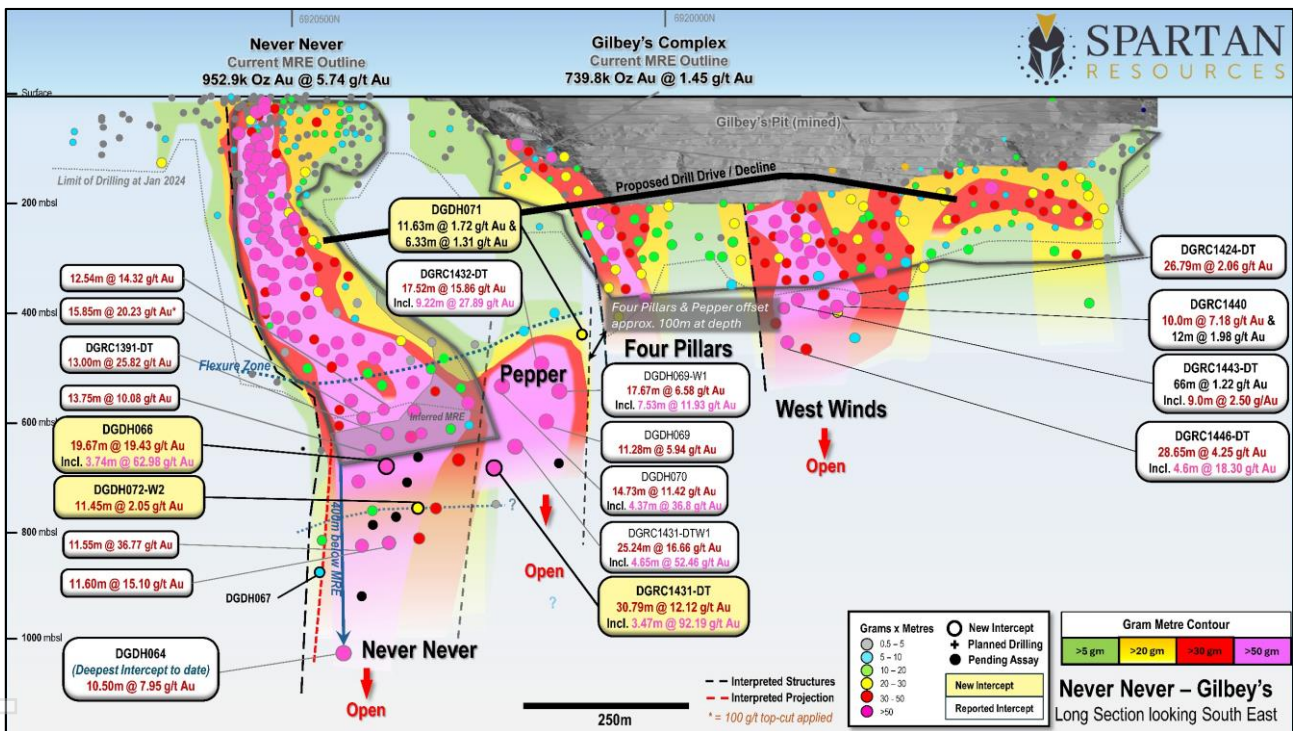 6920500N
6920000N
SPARTAN
RESOURCES
Never Never
Current MRE Outline
952.9k Oz Au @ 5.74 g/t Au
Gilbey's Complex
Current MRE Outline
739.8k Oz Au @ 1.45 g/t Au
Surface
Gilbey's Pit (mined)
Limit of Drilling at Jan 2024
Proposed Drill Drive / Decline
200 mbsl
DGDH071
11.63m @ 1.72 g/t Au &
6.33m @ 1.31 g/t Au
DGRC1432-DT
17.52m @ 15.86 g/t Au
Incl. 9.22m @ 27.89 g/t Au
12.54m @ 14.32 g/t Au
15.85m @ 20.23 g/t Au*
400 mbsl
DGRC1391-DT
13.00m @ 25.82 g/t Au
Flexure Zone
13.75m @ 10.08 g/t Au
Inferred MRE
600 mbsl
DGDH066
19.67m @ 19.43 g/t Au
Incl. 3.74m @ 62.98 g/t Au
DGDH072-W2
11.45m @ 2.05 g/t Au
400m below MRE
?
800 mbsl
11.55m @ 36.77 g/t Au
11.60m @ 15.10 g/t Au
DGDH067
1000 mbsl
DGDH064
(Deepest Intercept to date)
10.50m @ 7.95 g/t Au
Never Never
Open
Pepper
Open
?
Four Pillars & Pepper offset
approx. 100m at depth
Four Pillars
DGDH069-W1
17.67m @ 6.58 g/t Au
Incl. 7.53m @ 11.93 g/t Au
DGDH069
11.28m @ 5.94 g/t Au
DGDH070
14.73m @ 11.42 g/t Au
Incl. 4.37m @ 36.8 g/t Au
DGRC1431-DTW1
25.24m @ 16.66 g/t Au
Incl. 4.65m @ 52.46 g/t Au
DGRC1431-DT
30.79m @ 12.12 g/t Au
Incl. 3.47m @ 92.19 g/t Au
West Winds
Open
DGRC1424-DT
26.79m @ 2.06 g/t Au
DGRC1440
10.0m @ 7.18 g/t Au &
12m @ 1.98 g/t Au
DGRC1443-DT
66m @ 1.22 g/t Au
Incl. 9.0m @ 2.50 g/Au
DGRC1446-DT
28.65m @ 4.25 g/t Au
Incl. 4.6m @ 18.30 g/t Au
Interpreted Structures
Interpreted Projection
* = 100 g/t top-cut applied
250m
Grams x Metres
0.5 – 5
5 – 10
10 – 20
20 – 30
30 - 50
>50
New Intercept
Planned Drilling
Pending Assay
New Intercept
Reported Intercept
Gram Metre Contour
>5 gm
>20 gm
>30 gm
>50 gm
Never Never – Gilbey's
Long Section looking South East